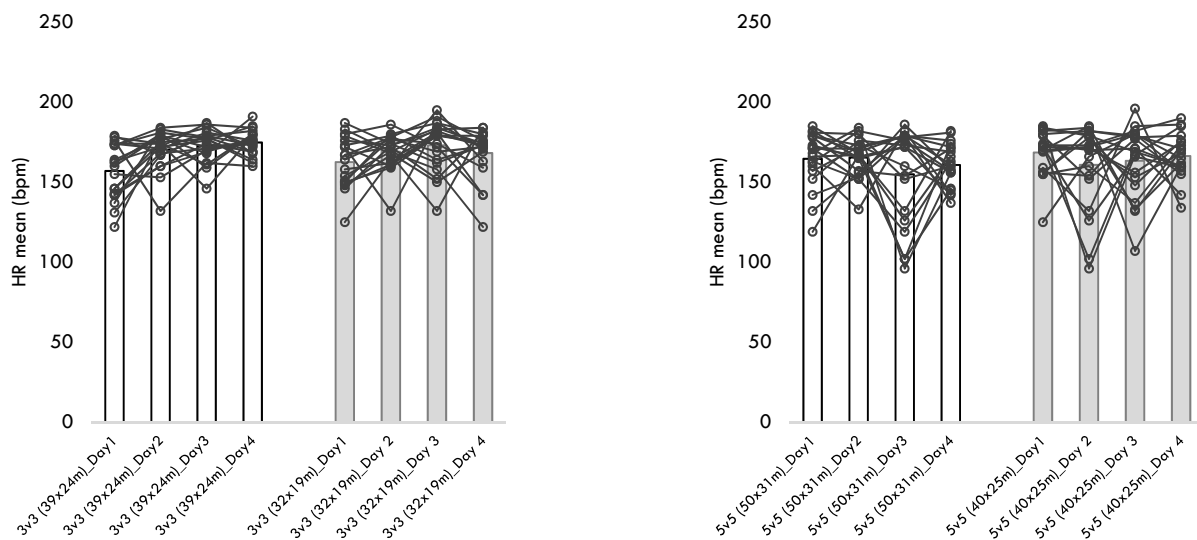 250
200
150
100
50
0
HR mean (bpm)
3v3 (39x24m)_Day1
3v3 (39x24m)_Day2
3v3 (39x24m)_Day3
3v3 (39x24m)_Day4
3v3 (32x19m)_Day1
3v3 (32x19m)_Day 2
3v3 (32x19m)_Day 3
3v3 (32x19m)_Day 4
250
200
150
100
50
0
HR mean (bpm)
5v5 (50x31m)_Day1
5v5 (50x31m)_Day2
5v5 (50x31m)_Day3
5v5 (50x31m)_Day4
5v5 (40x25m)_Day1
5v5 (40x25m)_Day 2
5v5 (40x25m)_Day 3
5v5 (40x25m)_Day 4